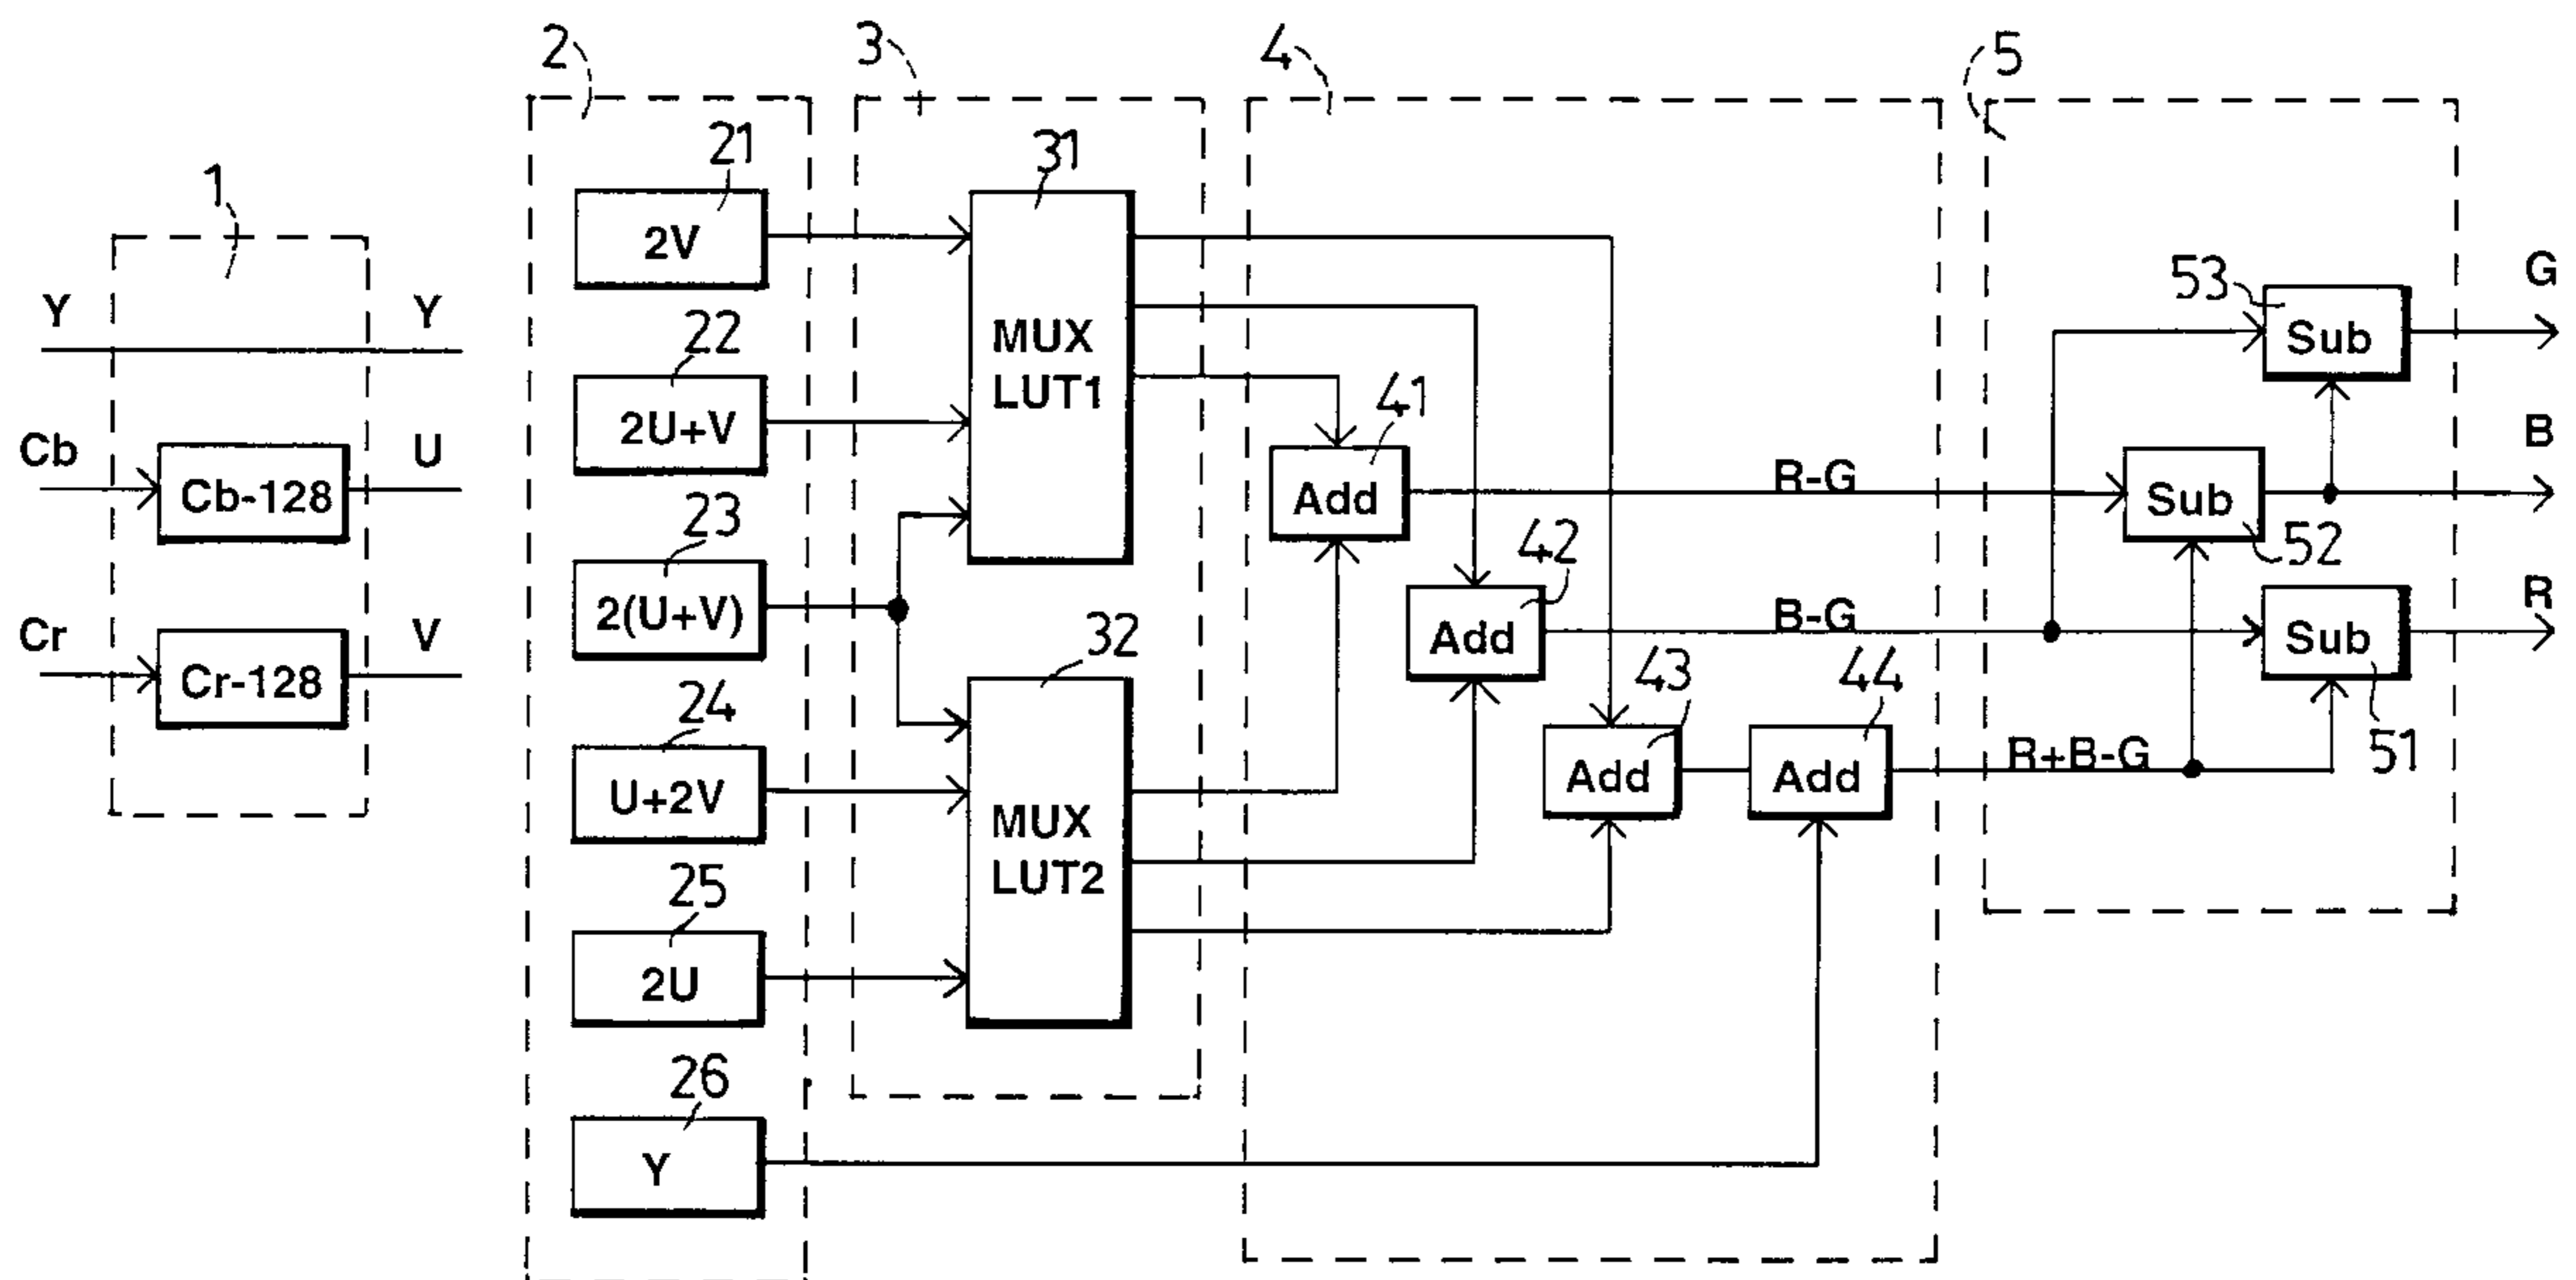 1
Y
Y
Cb
Cb-128
U
Cr
Cr-128
V
2
21
2V
22
2U+V
23
2(U+V)
24
U+2V
25
2U
26
Y
3
31
MUX
LUT1
32
MUX
LUT2
4
41
Add
42
Add
43
Add
44
Add
R-G
B-G
R+B-G
5
53
Sub
G
Sub
52
B
Sub
51
R